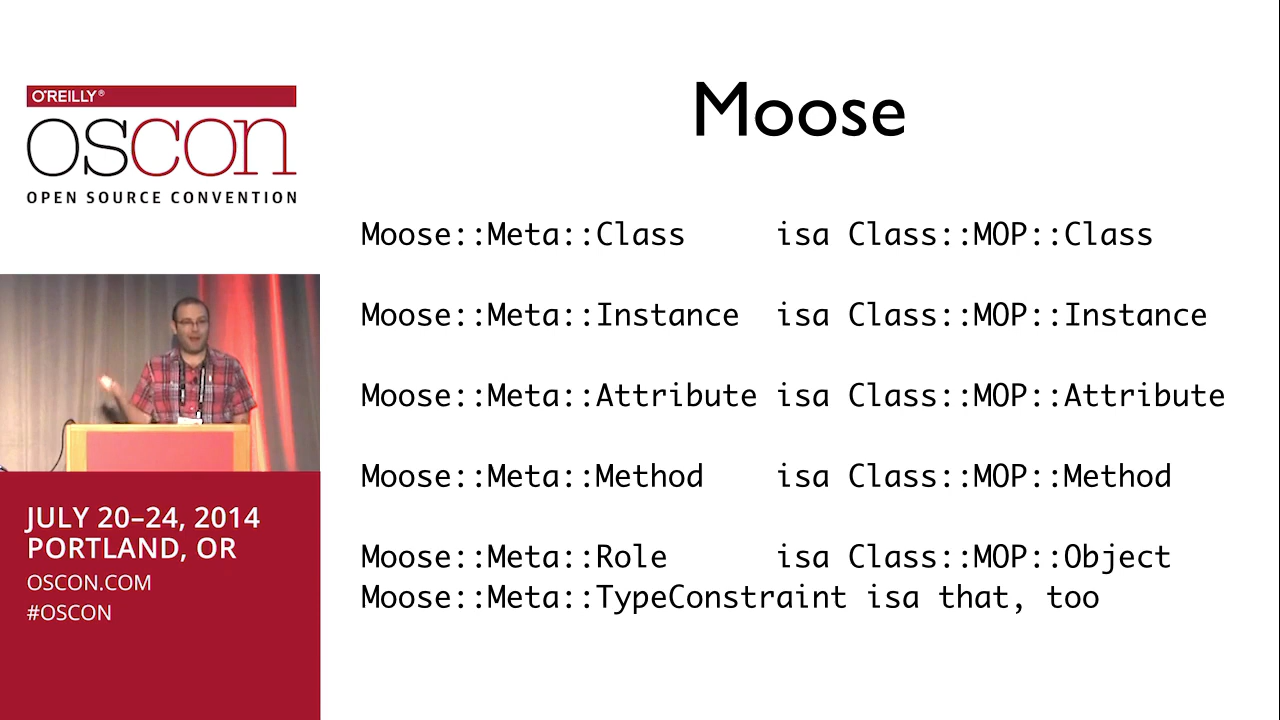 O'REILLY®
OSCON
OPEN SOURCE CONVENTION
JULY 20–24, 2014
PORTLAND, OR
OSCON.COM
#OSCON
Moose
Moose::Meta::Class     isa Class::MOP::Class
Moose::Meta::Instance  isa Class::MOP::Instance
Moose::Meta::Attribute isa Class::MOP::Attribute
Moose::Meta::Method    isa Class::MOP::Method
Moose::Meta::Role      isa Class::MOP::Object
Moose::Meta::TypeConstraint isa that, too